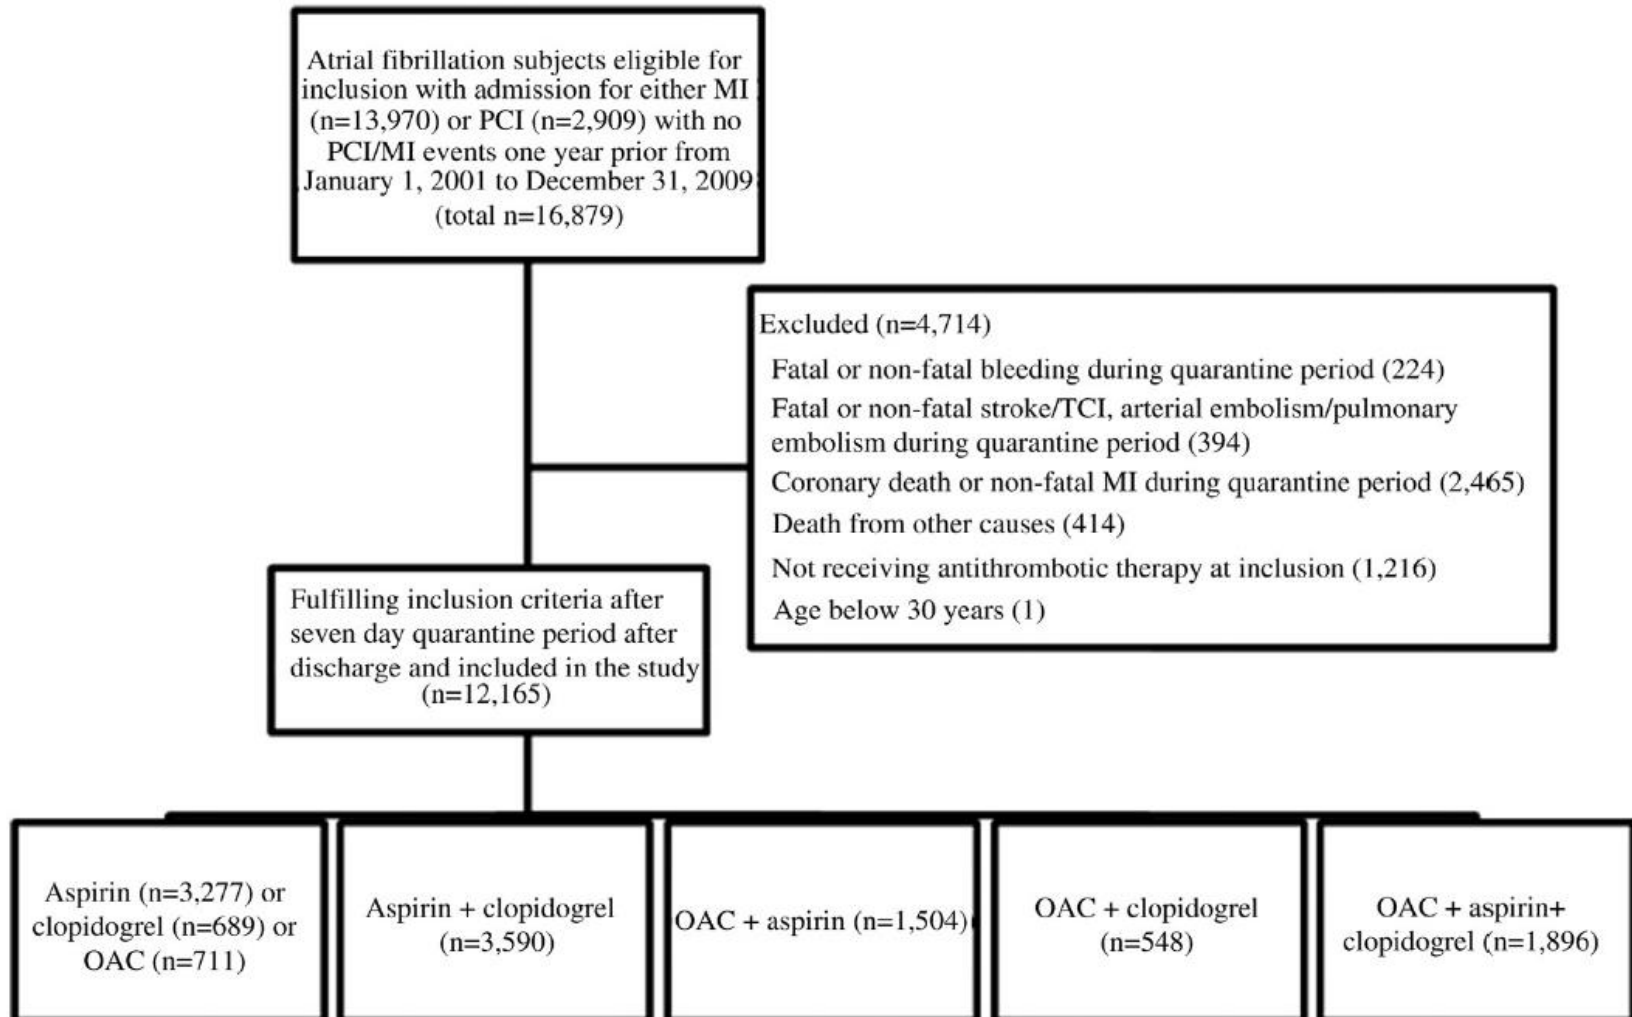 Atrial fibrillation subjects eligible for
inclusion with admission for either MI
(n=13,970) or PCI (n=2,909) with no
PCI/MI events one year prior from
January 1, 2001 to December 31, 2009
(total n=16,879)
Excluded (n=4,714)
Fatal or non-fatal bleeding during quarantine period (224)
Fatal or non-fatal stroke/TCI, arterial embolism/pulmonary
embolism during quarantine period (394)
Coronary death or non-fatal MI during quarantine period (2,465)
Death from other causes (414)
Not receiving antithrombotic therapy at inclusion (1,216)
Age below 30 years (1)
Fulfilling inclusion criteria after
seven day quarantine period after
discharge and included in the study
(n=12,165)
Aspirin (n=3,277) or
clopidogrel (n=689) or
OAC (n=711)
Aspirin + clopidogrel
(n=3,590)
OAC + aspirin (n=1,504)
OAC + clopidogrel
(n=548)
OAC + aspirin+
clopidogrel (n=1,896)